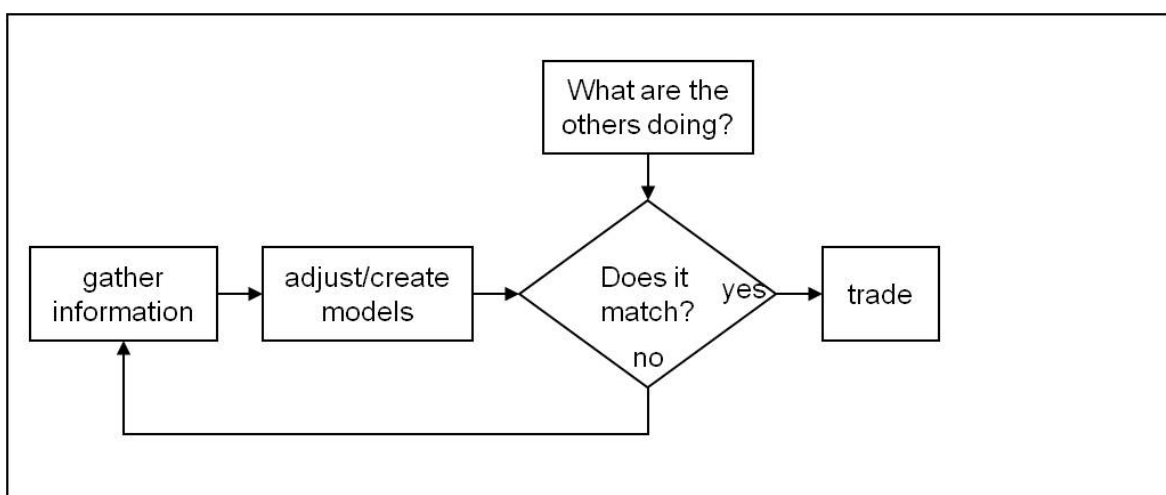 What are the
others doing?
gather
information
adjust/create
models
Does it
match?
yes
no
trade